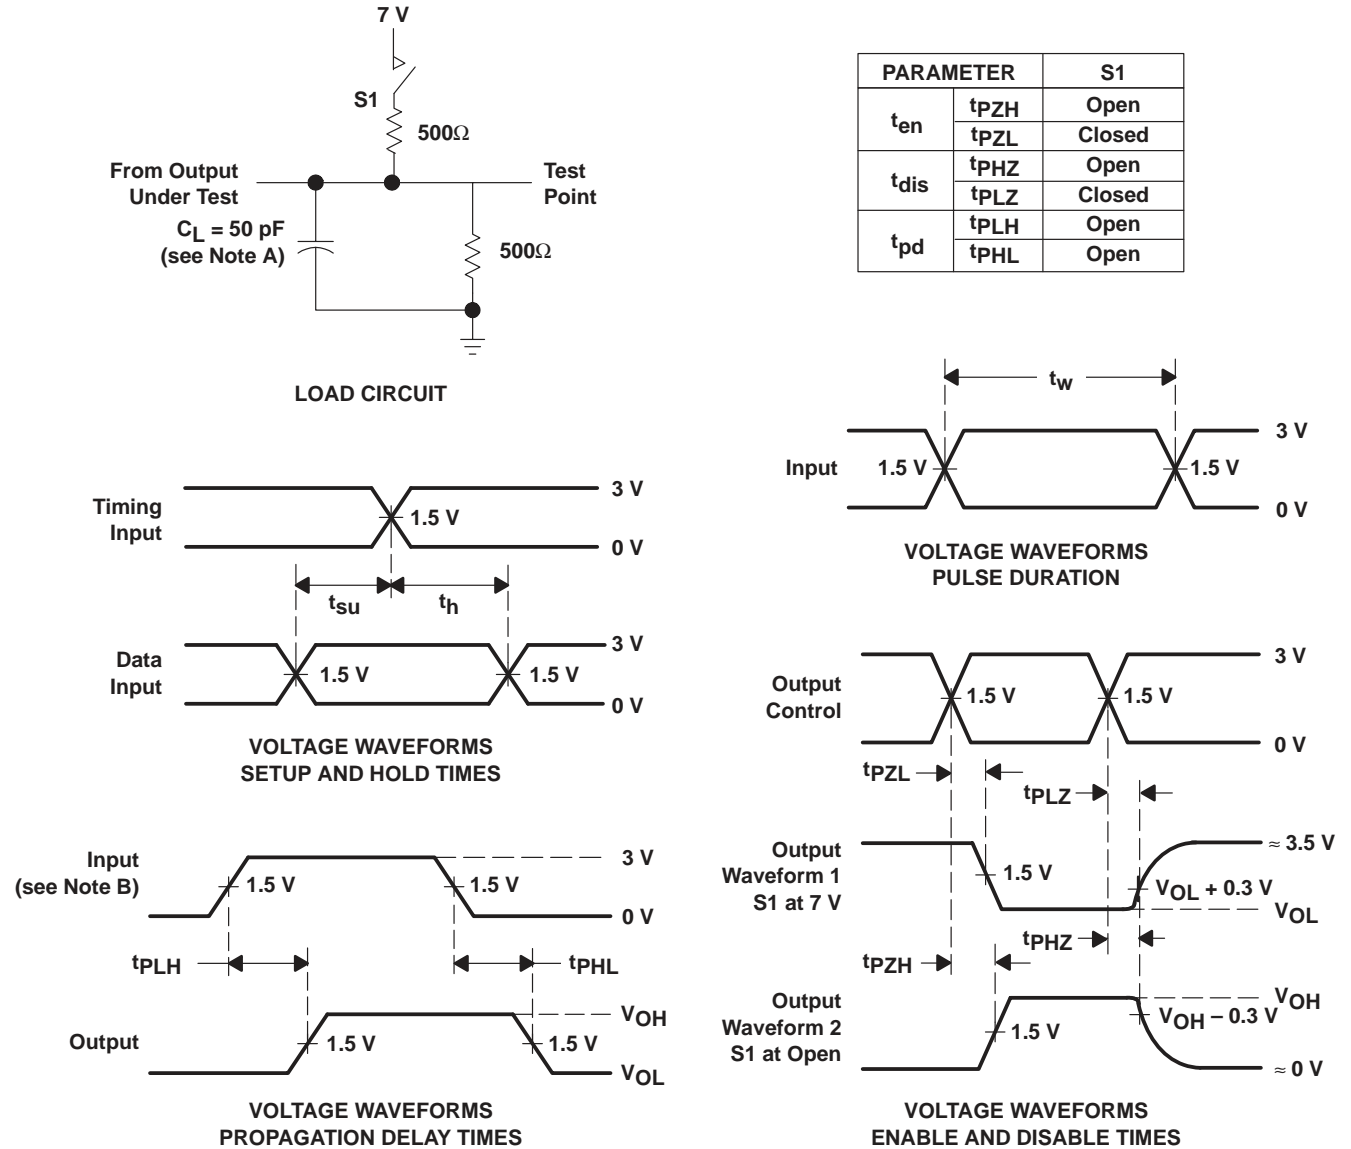 7 V
S1
500Ω
From Output
Under Test
Test
Point
CL = 50 pF
(see Note A)
500Ω
LOAD CIRCUIT
PARAMETER S1
ten tPZH Open
tPZL Closed
tdis tPHZ Open
tPLZ Closed
tpd tPLH Open
tPHL Open
tw
Input 1.5 V 1.5 V 3 V
0 V
VOLTAGE WAVEFORMS
PULSE DURATION
Timing
Input
1.5 V
3 V
0 V
tsu th
Data
Input
1.5 V 1.5 V
3 V
0 V
VOLTAGE WAVEFORMS
SETUP AND HOLD TIMES
Input
(see Note B)
1.5 V 1.5 V
3 V
0 V
tPLH tPHL
Output
1.5 V 1.5 V
VOH
VOL
VOLTAGE WAVEFORMS
PROPAGATION DELAY TIMES
Output
Control
1.5 V 1.5 V
3 V
0 V
tPZL
tPLZ
Output
Waveform 1
S1 at 7 V
1.5 V
≈ 3.5 V
VOL + 0.3 V
VOL
tPHZ
tPZH
Output
Waveform 2
S1 at Open
1.5 V
VOH
VOH – 0.3 V
≈ 0 V
VOLTAGE WAVEFORMS
ENABLE AND DISABLE TIMES